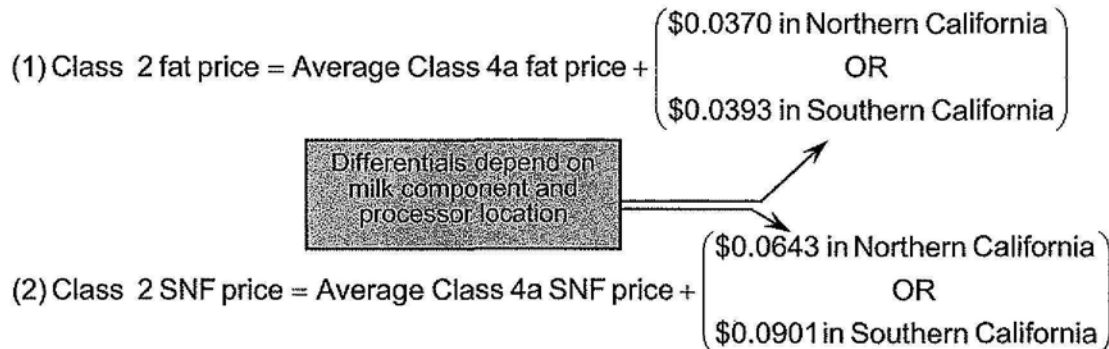 $0.0370 in Northern California
(1) Class 2 fat price = Average Class 4a fat price + OR
$0.0393 in Southern California
Differentials depend on
milk component and
processor location
$0.0643 in Northern California
(2) Class 2 SNF price = Average Class 4a SNF price + OR
$0.0901 in Southern California